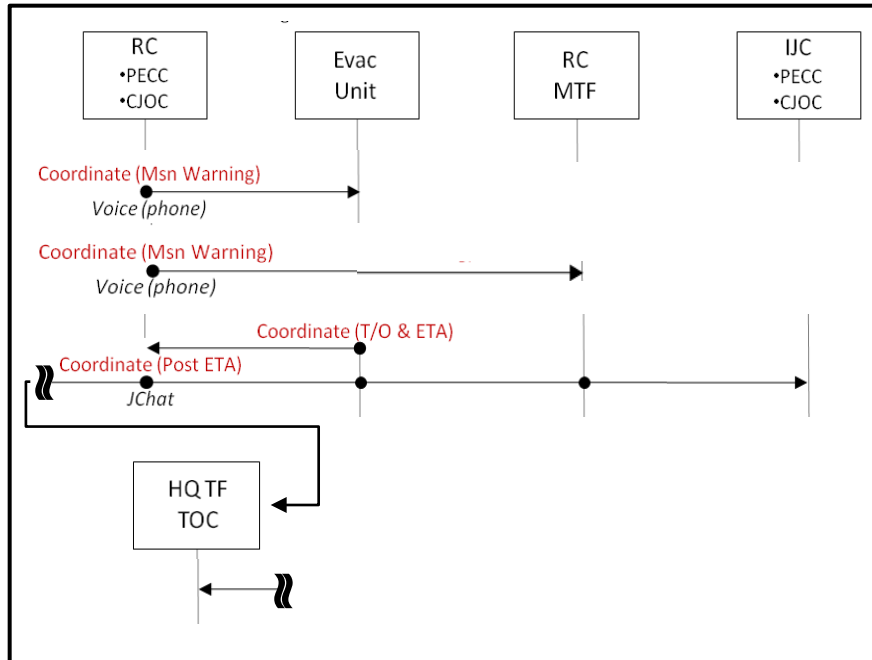 RC
•PECC
•CJOC
Evac
Unit
RC
MTF
IJC
•PECC
•CJOC
Coordinate (Msn Warning)
Voice (phone)
Coordinate (Msn Warning)
Voice (phone)
Coordinate (T/O & ETA)
Coordinate (Post ETA)
JChat
HQ TF
TOC